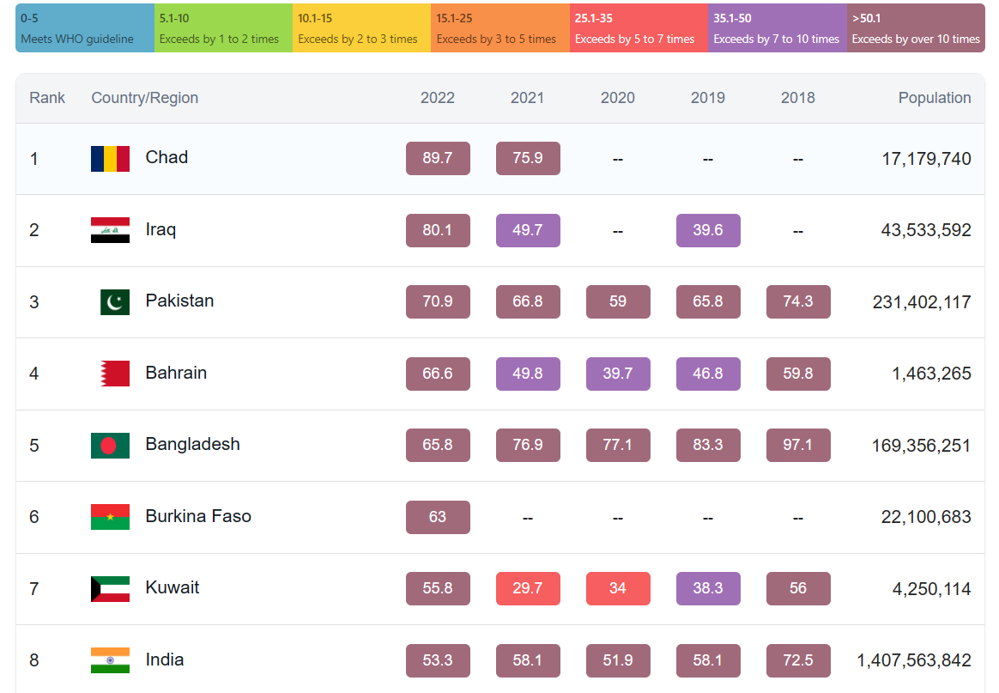 0-5 5.1-10 10.1-15 15.1-25 25.1-35 35.1-50 >50.1
Meets WHO guideline Exceeds by 1 to 2 times Exceeds by 2 to 3 times Exceeds by 3 to 5 times Exceeds by 5 to 7 times Exceeds by 7 to 10 times Exceeds by over 10 times
Rank Country/Region 2022 2021 2020 2019 2018 Population
1 Chad 89.7 75.9 -- -- -- 17,179,740
2 Iraq 80.1 49.7 -- 39.6 -- 43,533,592
3 Pakistan 70.9 66.8 59 65.8 74.3 231,402,117
4 Bahrain 66.6 49.8 39.7 46.8 59.8 1,463,265
5 Bangladesh 65.8 76.9 77.1 83.3 97.1 169,356,251
6 Burkina Faso 63 -- -- -- -- 22,100,683
7 Kuwait 55.8 29.7 34 38.3 56 4,250,114
8 India 53.3 58.1 51.9 58.1 72.5 1,407,563,842